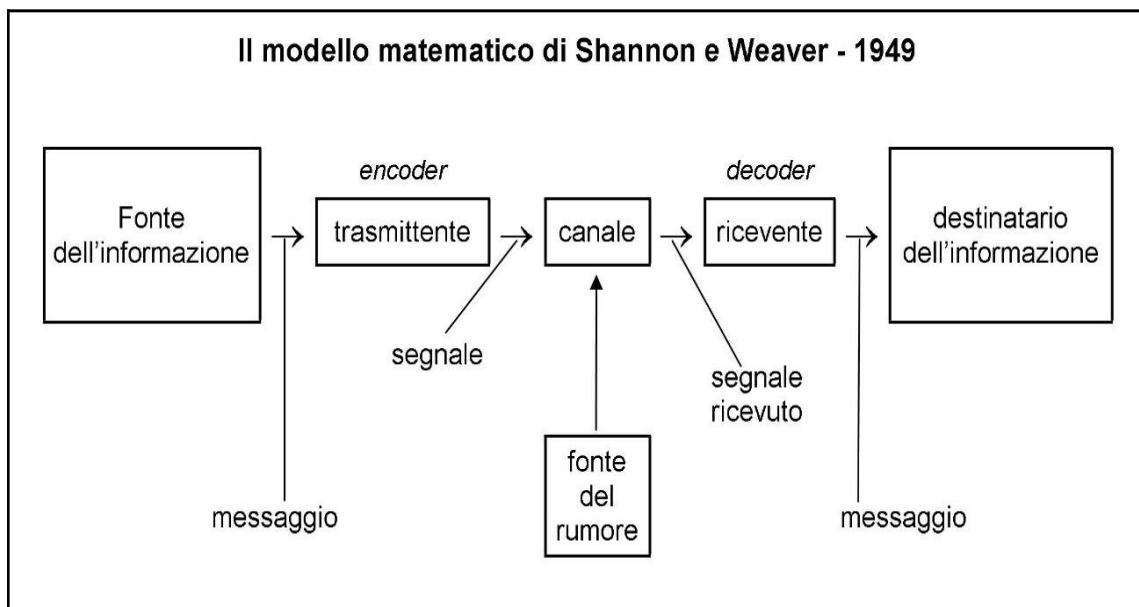 Il modello matematico di Shannon e Weaver - 1949
Fonte
dell'informazione
encoder
trasmittente
canale
decoder
ricevente
destinatario
dell'informazione
segnale
segnale
ricevuto
fonte
del
rumore
messaggio
messaggio